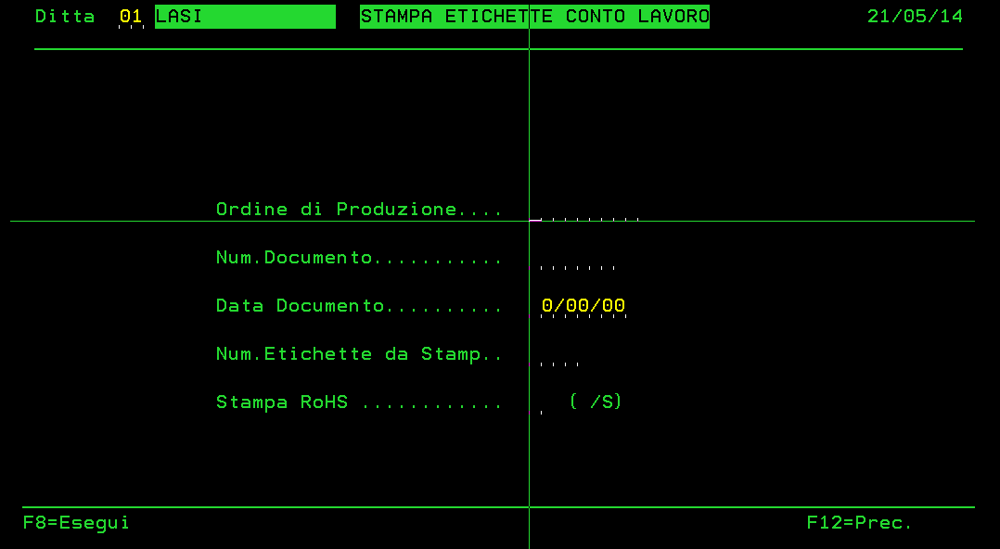 Ditta 01 LASI STAMPA ETICHETTE CONTO LAVORO 21/05/14
Ordine di Produzione....
Num.Documento...........
Data Documento.......... 0/00/00
Num.Etichette da Stamp..
Stampa RoHS ............ ( /S)
F8=Esegui F12=Prec.